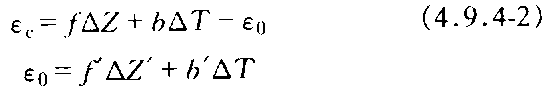 ε_c = fΔZ + bΔT − ε_0 (4.9.4-2)
ε_0 = f′ΔZ′ + b′ΔT